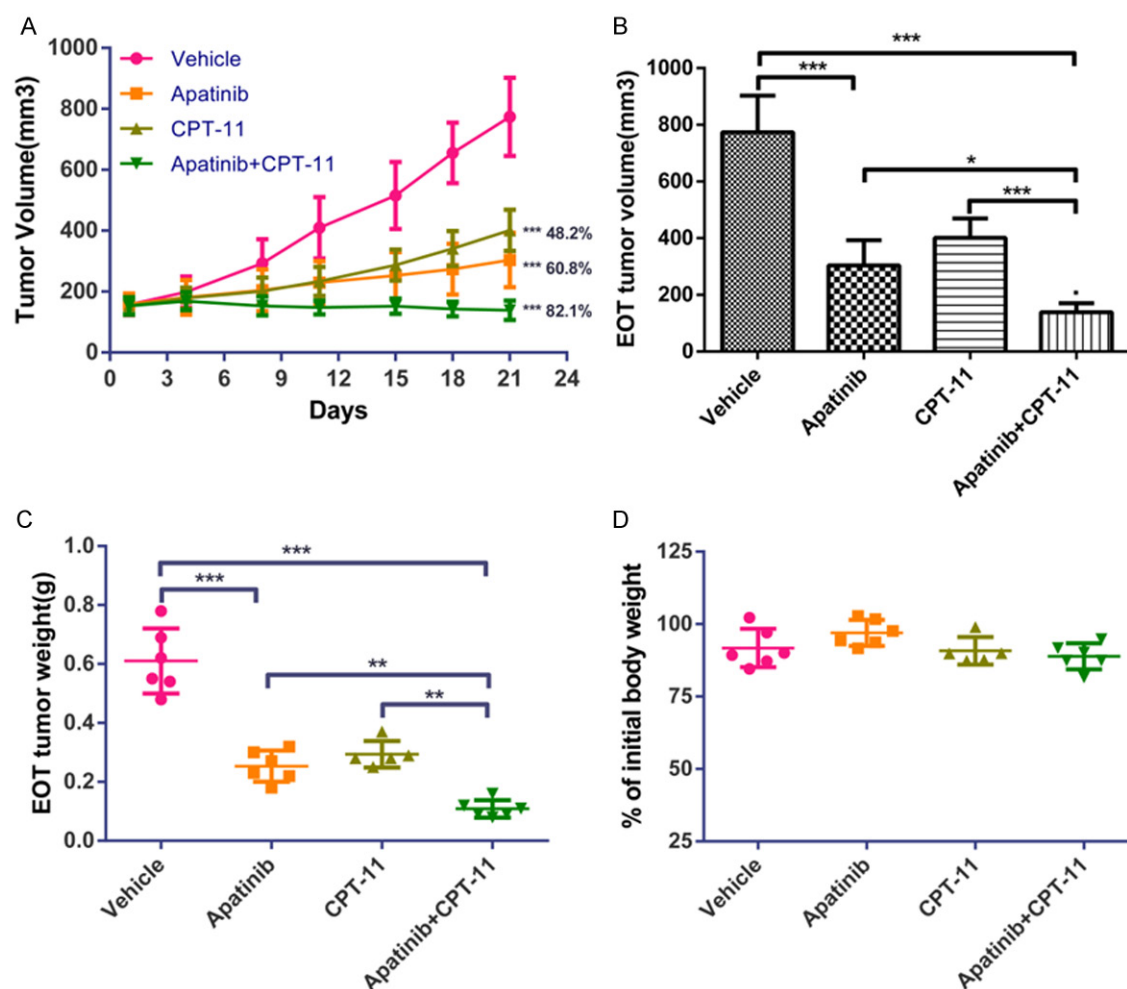 A
1000
800
600
400
200
0
Tumor Volume(mm3)
Vehicle
Apatinib
CPT-11
Apatinib+CPT-11
*** 48.2%
*** 60.8%
*** 82.1%
0 3 6 9 12 15 18 21 24
Days
B
1000
800
600
400
200
0
EOT tumor volume(mm3)
***
***
*
***
Vehicle
Apatinib
CPT-11
Apatinib+CPT-11
C
1.0
0.8
0.6
0.4
0.2
0.0
EOT tumor weight(g)
***
***
**
**
Vehicle
Apatinib
CPT-11
Apatinib+CPT-11
D
125
100
75
50
25
% of initial body weight
Vehicle
Apatinib
CPT-11
Apatinib+CPT-11